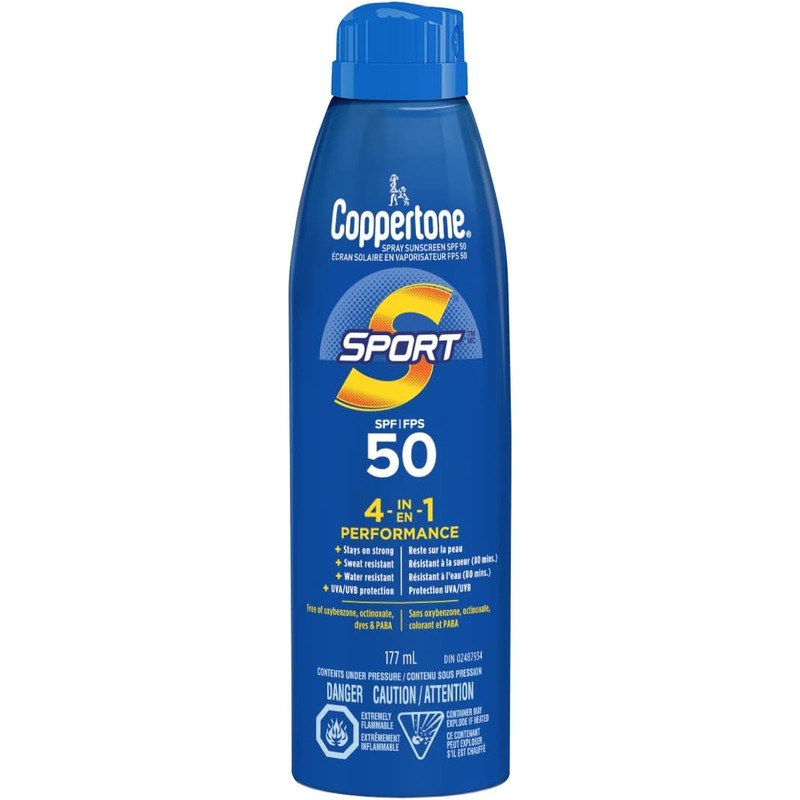 Coppertone®
SPRAY SUNSCREEN SPF 50
ÉCRAN SOLAIRE EN VAPORISATEUR FPS 50
S
SPORT TM MC
SPF | FPS
50
4-IN EN-1
PERFORMANCE
+ Stays on strong | Reste sur la peau
+ Sweat resistant | Résistant à la sueur (80 mins.)
+ Water resistant | Résistant à l'eau (80 mins.)
+ UVA/UVB protection | Protection UVA/UVB
Free of oxybenzone, octinoxate, | Sans oxybenzone, octinoxate,
dyes & PABA | colorant et PABA
177 mL DIN 02487934
CONTENTS UNDER PRESSURE / CONTENU SOUS PRESSION
DANGER CAUTION / ATTENTION
EXTREMELY
FLAMMABLE
EXTRÊMEMENT
INFLAMMABLE
CONTAINER MAY
EXPLODE IF HEATED
CE CONTENANT
PEUT EXPLOSER
S'IL EST CHAUFFÉ